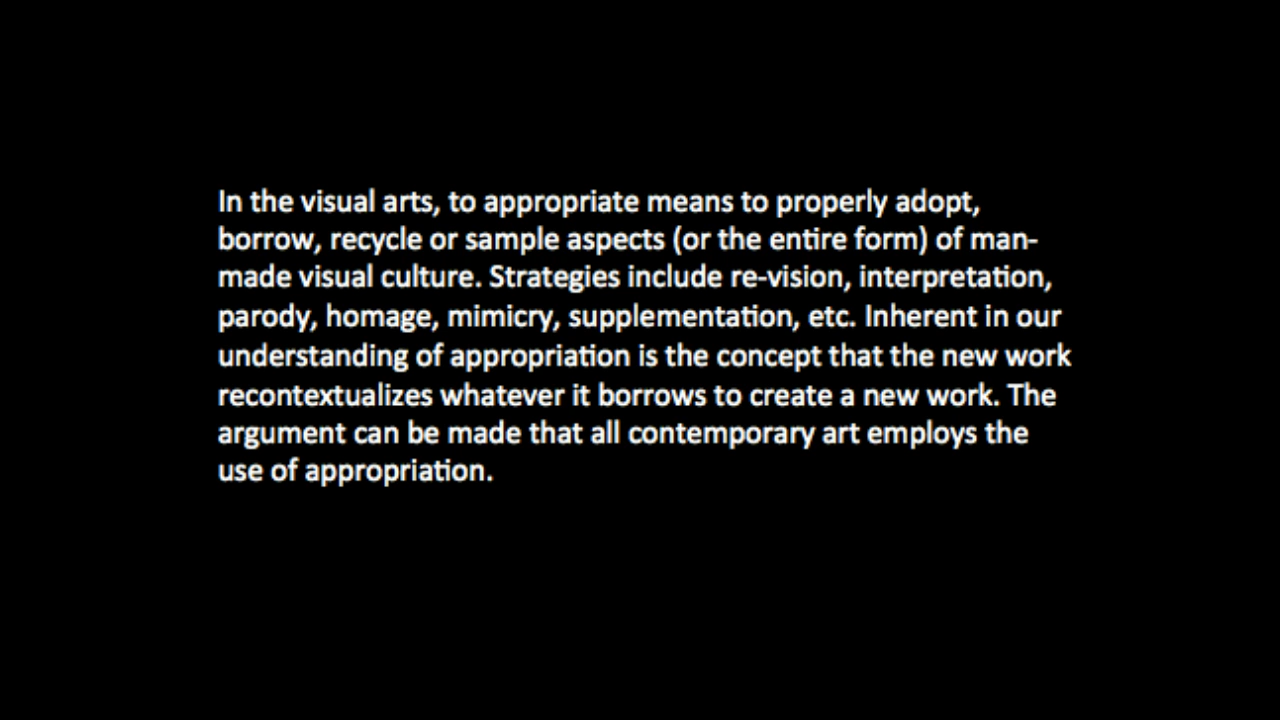 In the visual arts, to appropriate means to properly adopt,
borrow, recycle or sample aspects (or the entire form) of man-
made visual culture. Strategies include re-vision, interpretation,
parody, homage, mimicry, supplementation, etc. Inherent in our
understanding of appropriation is the concept that the new work
recontextualizes whatever it borrows to create a new work. The
argument can be made that all contemporary art employs the
use of appropriation.